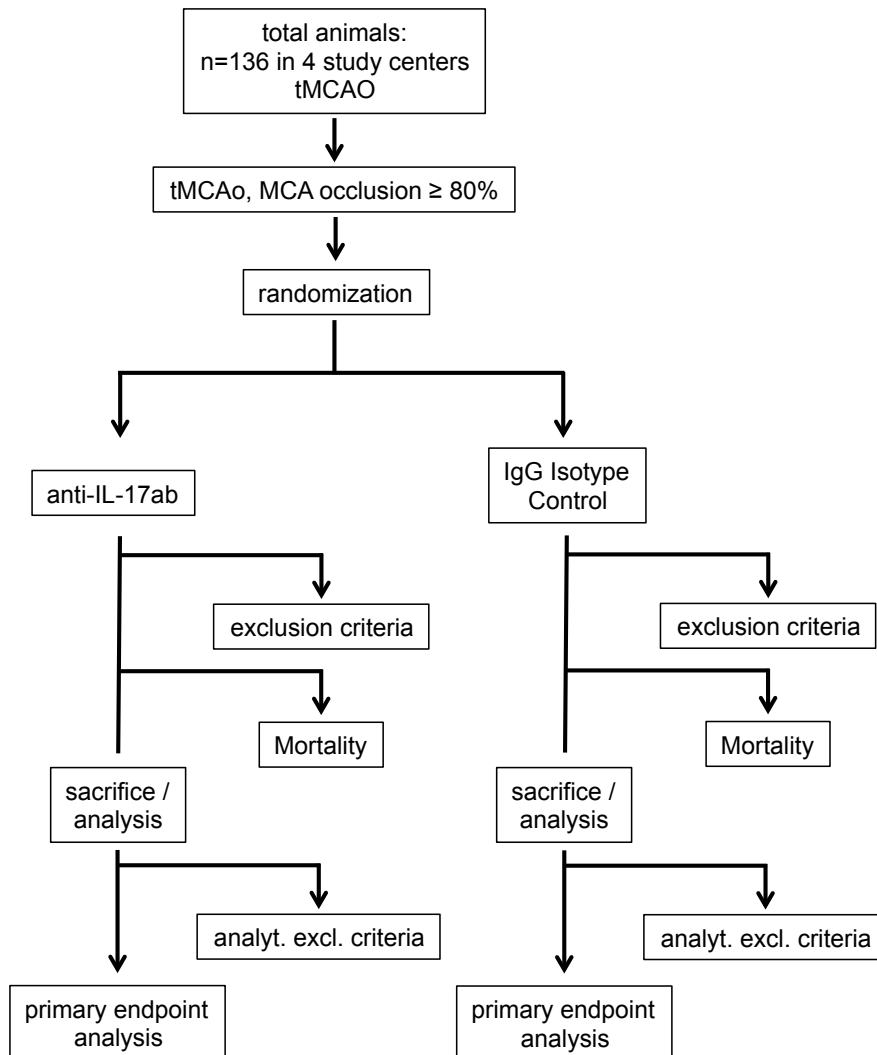 total animals:
n=136 in 4 study centers
tMCAO
tMCAo, MCA occlusion ≥ 80%
randomization
anti-IL-17ab
IgG Isotype
Control
exclusion criteria
exclusion criteria
Mortality
Mortality
sacrifice /
analysis
sacrifice /
analysis
analyt. excl. criteria
analyt. excl. criteria
primary endpoint
analysis
primary endpoint
analysis